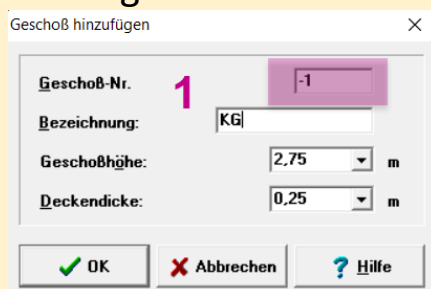 Geschoß hinzufügen
Geschoß-Nr. 1 -1
Bezeichnung: KG
Geschoßhöhe: 2,75 m
Deckendicke: 0,25 m
OK Abbrechen ? Hilfe